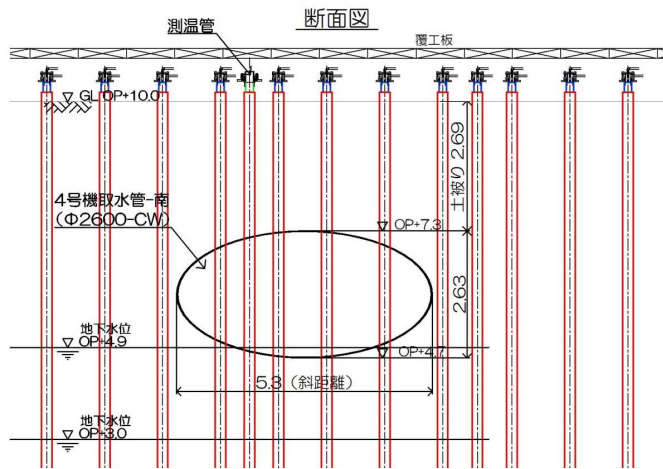 断面図
測温管
覆工板
GL OP+10.0
土被り 2.69
4号機取水管-南
(Φ2600-CW)
OP+7.3
2.63
地下水位
OP+4.9
OP+4.7
5.3 (斜距離)
地下水位
OP+3.0